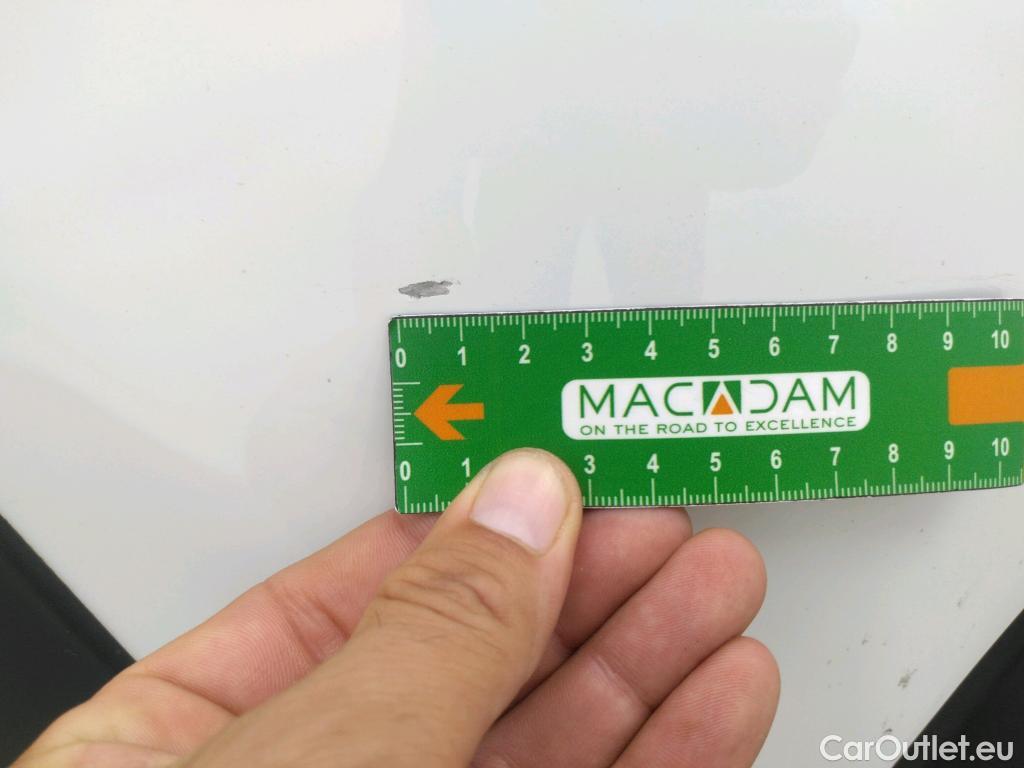 0 1 2 3 4 5 6 7 8 9 10
MACADAM
ON THE ROAD TO EXCELLENCE
0 1 3 4 5 6 7 8 9 10
CarOutlet.eu